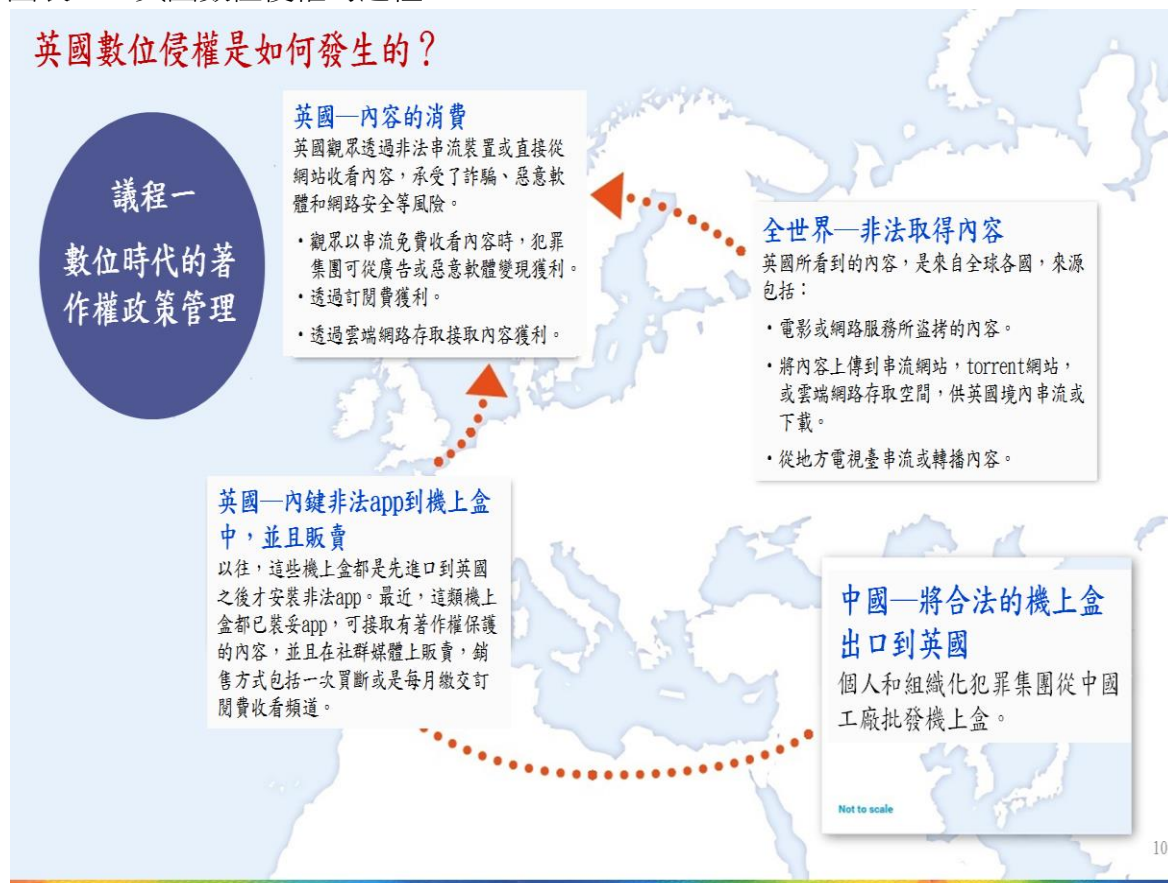 英國數位侵權是如何發生的？
議程一
數位時代的著
作權政策管理
英國—內容的消費
英國觀眾透過非法串流裝置或直接從
網站收看內容，承受了詐騙、惡意軟
體和網路安全等風險。
・觀眾以串流免費收看內容時，犯罪
集團可從廣告或惡意軟體變現獲利。
・透過訂閱費獲利。
・透過雲端網路存取接取內容獲利。
全世界—非法取得內容
英國所看到的內容，是來自全球各國，來源
包括：
・電影或網路服務所盜拷的內容。
・將內容上傳到串流網站，torrent網站，
或雲端網路存取空間，供英國境內串流或
下載。
・從地方電視臺串流或轉播內容。
英國—內鍵非法app到機上盒
中，並且販賣
以往，這些機上盒都是先進口到英國
之後才安裝非法app。最近，這類機上
盒都已裝妥app，可接取有著作權保護
的內容，並且在社群媒體上販賣，銷
售方式包括一次買斷或是每月繳交訂
閱費收看頻道。
中國—將合法的機上盒
出口到英國
個人和組織化犯罪集團從中國
工廠批發機上盒。
Not to scale
10